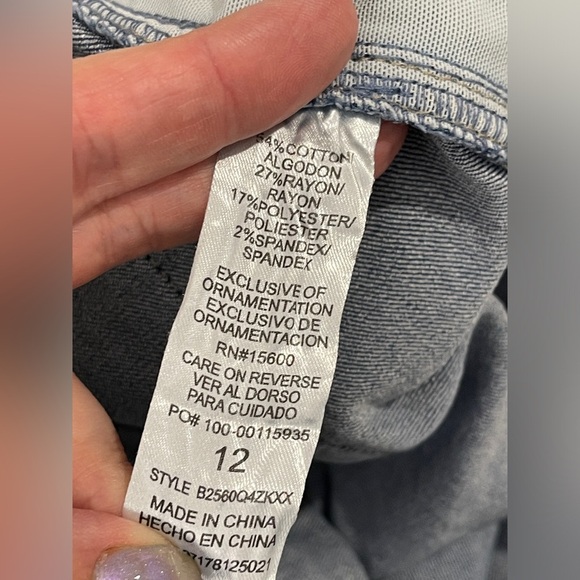 54%COTTON/
ALGODON
27%RAYON/
RAYON
17%POLYESTER/
POLIESTER
2%SPANDEX/
SPANDEX
EXCLUSIVE OF
ORNAMENTATION
EXCLUSIVO DE
ORNAMENTACION
RN#15600
CARE ON REVERSE
VER AL DORSO
PARA CUIDADO
PO# 100-00115935
12
STYLE B2560Q4ZKXX
MADE IN CHINA
HECHO EN CHINA